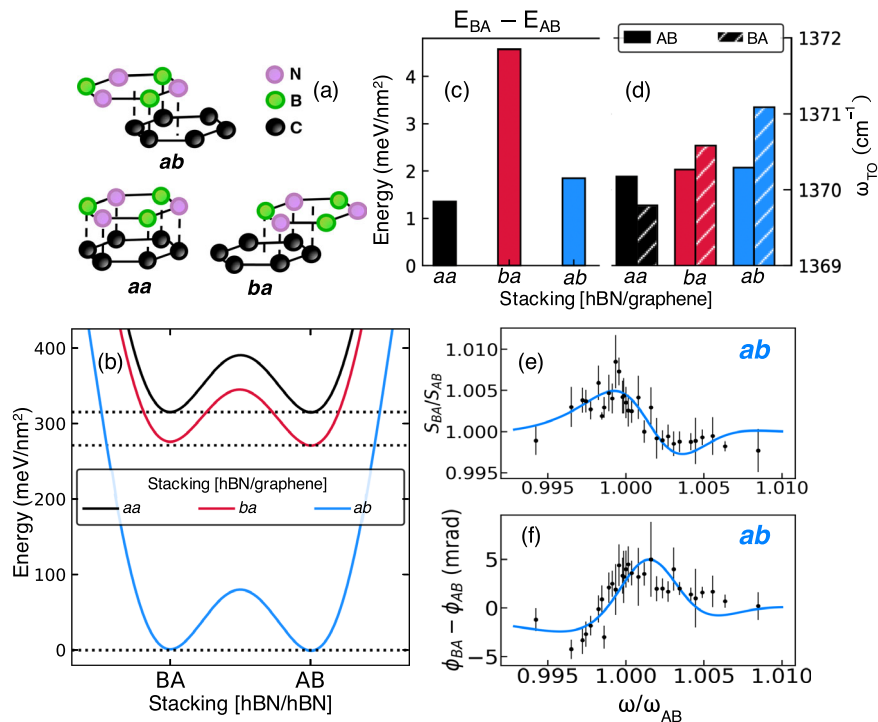 E_BA − E_AB
N
B
C
(a)
ab
aa
ba
Energy (meV/nm²)
4
3
2
1
0
(c)
aa
ba
ab
AB
BA
(d)
aa
ba
ab
1372
1371
1370
1369
ω_TO (cm⁻¹)
Stacking [hBN/graphene]
Energy (meV/nm²)
400
300
200
100
0
(b)
Stacking [hBN/graphene]
aa
ba
ab
BA
AB
Stacking [hBN/hBN]
(e)
ab
S_BA/S_AB
1.010
1.005
1.000
0.995
0.995
1.000
1.005
1.010
(f)
ab
ϕ_BA − ϕ_AB (mrad)
5
0
−5
0.995
1.000
1.005
1.010
ω/ω_AB